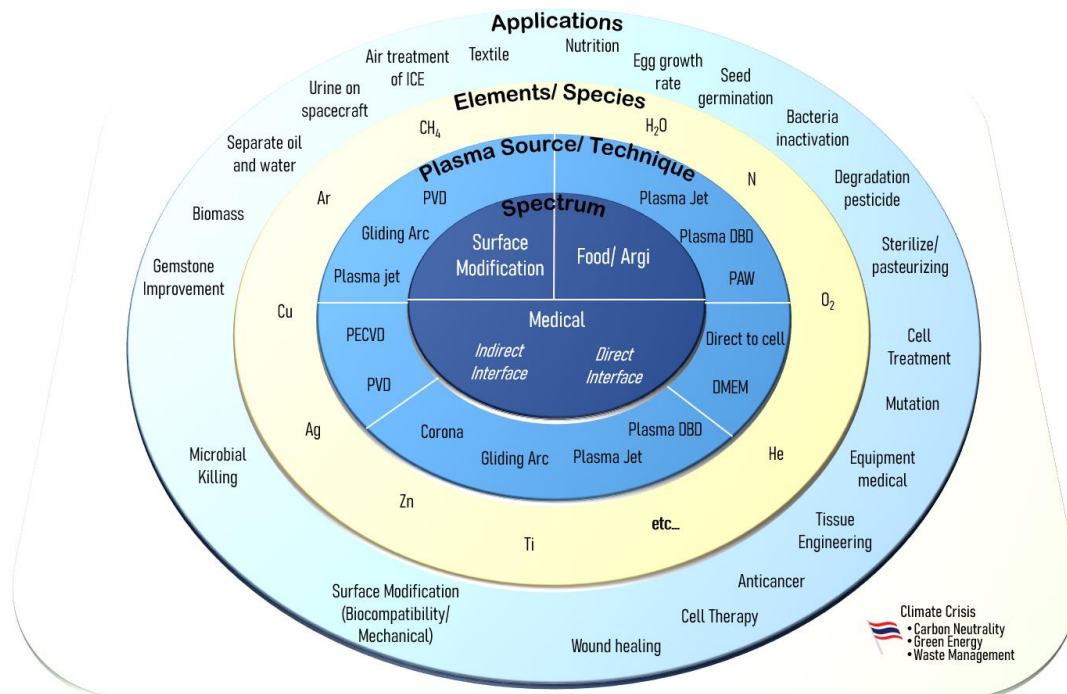 Applications
Air treatment
of ICE
Textile
Nutrition
Egg growth
rate
Seed
germination
Urine on
spacecraft
Bacteria
inactivation
Separate oil
and water
Degradation
pesticide
Biomass
Sterilize/
pasteurizing
Gemstone
Improvement
Cell
Treatment
Mutation
Microbial
Killing
Equipment
medical
Tissue
Engineering
Anticancer
Surface Modification
(Biocompatibility/
Mechanical)
Cell Therapy
Wound healing
Elements/ Species
CH₄
H₂O
Ar
N
Cu
O₂
Ag
He
Zn
Ti
etc...
Plasma Source/ Technique
PVD
Plasma Jet
Gliding Arc
Plasma DBD
Plasma jet
PAW
PECVD
Direct to cell
PVD
DMEM
Corona
Plasma DBD
Gliding Arc
Plasma Jet
Spectrum
Surface
Modification
Food/ Argi
Medical
Indirect
Interface
Direct
Interface
Climate Crisis
•Carbon Neutrality
•Green Energy
•Waste Management